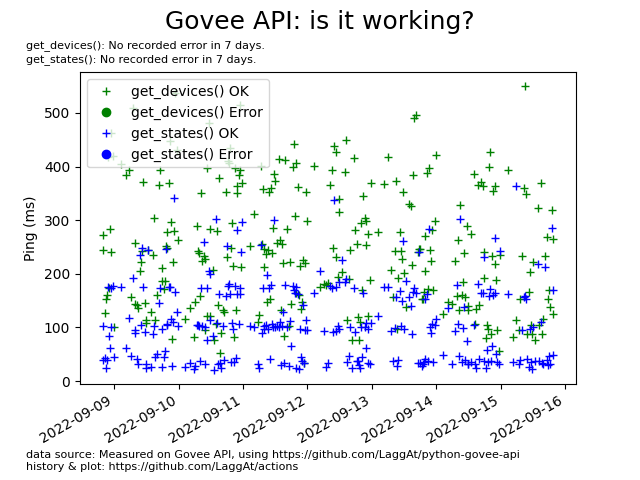 Govee API: is it working?
get_devices(): No recorded error in 7 days.
get_states(): No recorded error in 7 days.
get_devices() OK
get_devices() Error
get_states() OK
get_states() Error
Ping (ms)
500
400
300
200
100
0
2022-09-09
2022-09-10
2022-09-11
2022-09-12
2022-09-13
2022-09-14
2022-09-15
2022-09-16
data source: Measured on Govee API, using https://github.com/LaggAt/python-govee-api
history & plot: https://github.com/LaggAt/actions